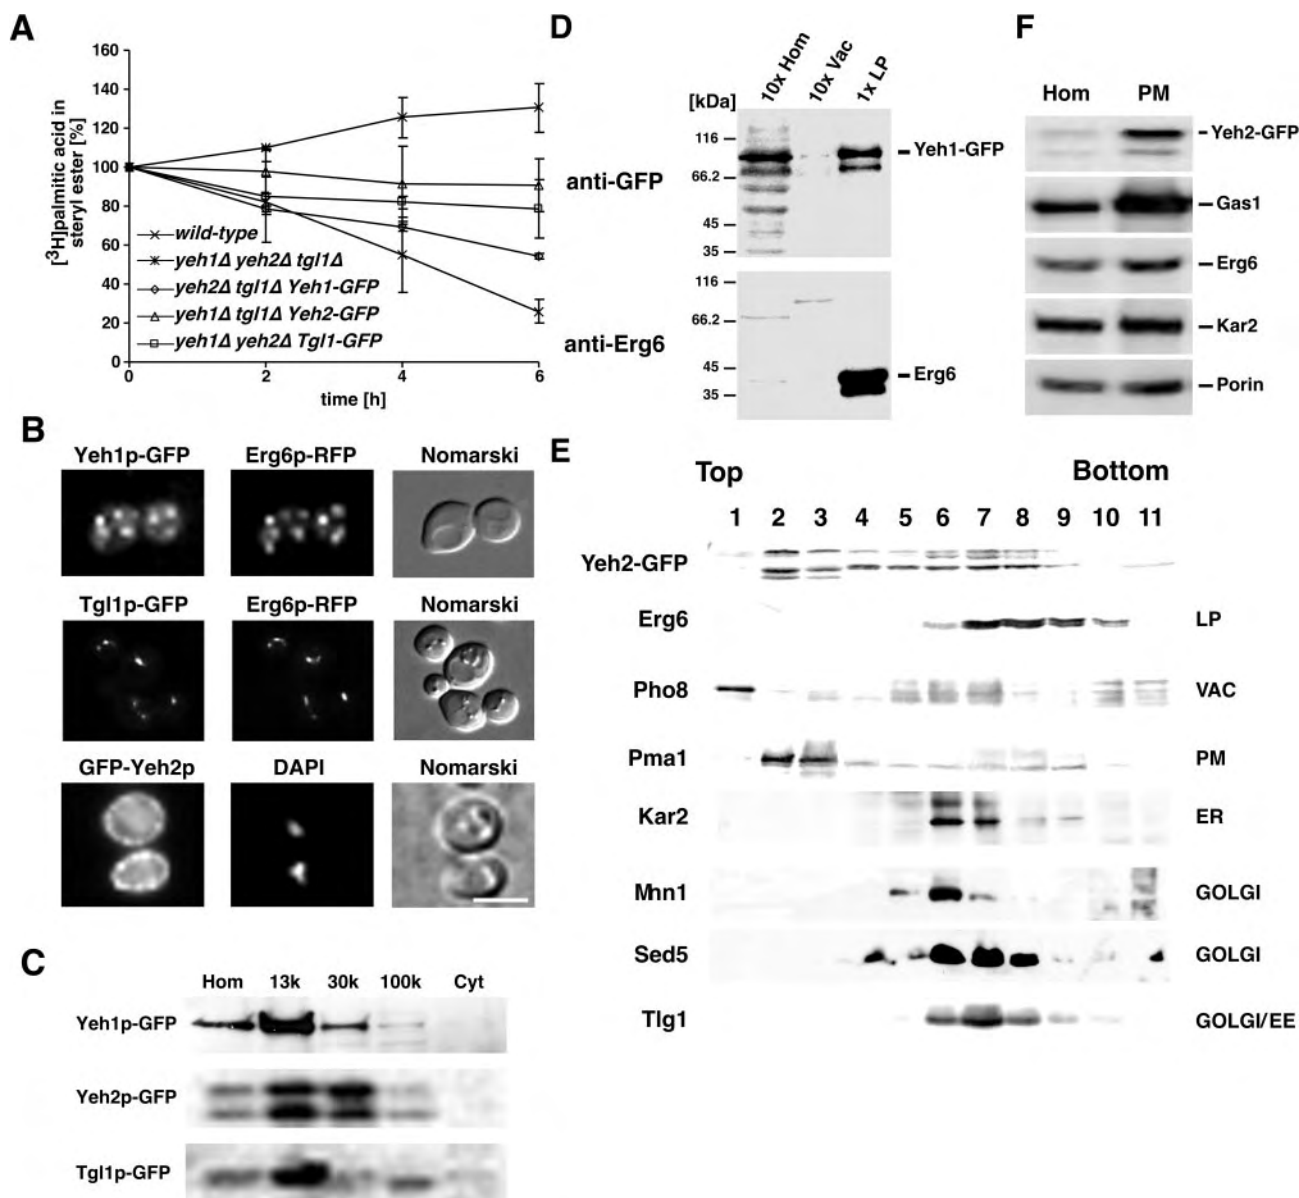 A
160
140
120
100
80
60
40
20
0
[³H]palmitic acid in
steryl ester [%]
wild-type
yeh1Δ yeh2Δ tgl1Δ
yeh2Δ tgl1Δ Yeh1-GFP
yeh1Δ tgl1Δ Yeh2-GFP
yeh1Δ yeh2Δ Tgl1-GFP
0 2 4 6
time [h]
B
Yeh1p-GFP Erg6p-RFP Nomarski
Tgl1p-GFP Erg6p-RFP Nomarski
GFP-Yeh2p DAPI Nomarski
C
Hom 13k 30k 100k Cyt
Yeh1p-GFP
Yeh2p-GFP
Tgl1p-GFP
D
10x Hom 10x Vac 1x LP
[kDa]
116
66.2
45
35
anti-GFP
Yeh1-GFP
116
66.2
45
35
anti-Erg6
Erg6
E
Top Bottom
1 2 3 4 5 6 7 8 9 10 11
Yeh2-GFP
Erg6 LP
Pho8 VAC
Pma1 PM
Kar2 ER
Mnn1 GOLGI
Sed5 GOLGI
Tlg1 GOLGI/EE
F
Hom PM
Yeh2-GFP
Gas1
Erg6
Kar2
Porin